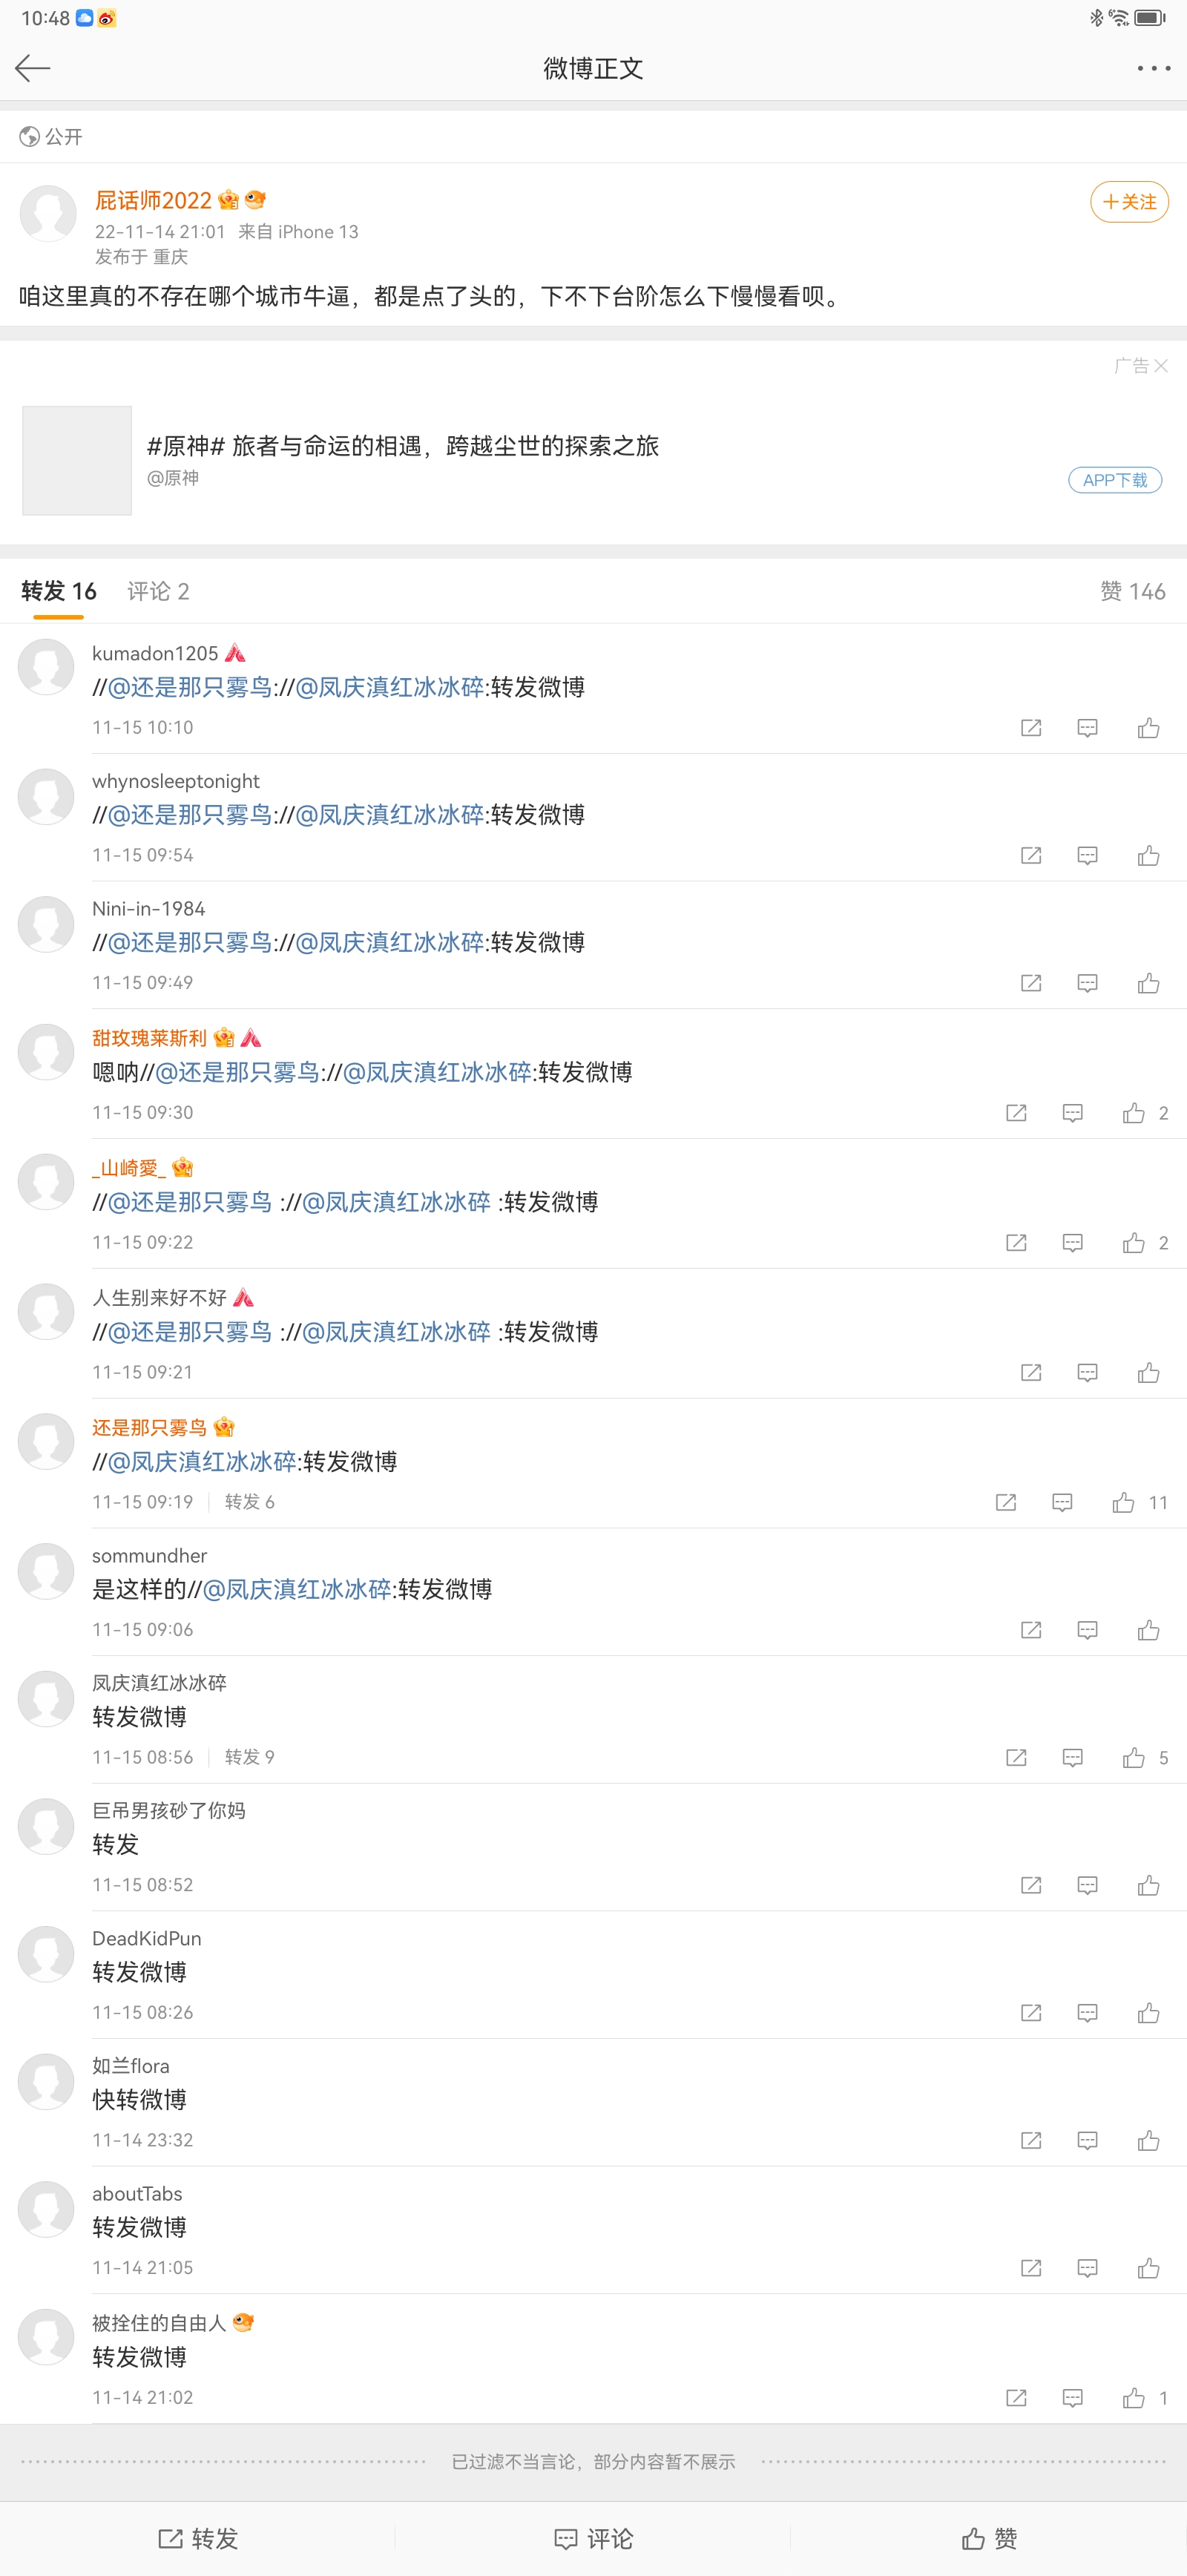 10:48
微博正文
公开
屁话师2022
＋关注
22-11-14 21:01 来自 iPhone 13
发布于 重庆
咱这里真的不存在哪个城市牛逼，都是点了头的，下不下台阶怎么下慢慢看呗。
广告
#原神# 旅者与命运的相遇，跨越尘世的探索之旅
@原神
APP下载
转发 16 评论 2 赞 146
kumadon1205
//@还是那只雾鸟://@凤庆滇红冰冰碎:转发微博
11-15 10:10
whynosleeptonight
//@还是那只雾鸟://@凤庆滇红冰冰碎:转发微博
11-15 09:54
Nini-in-1984
//@还是那只雾鸟://@凤庆滇红冰冰碎:转发微博
11-15 09:49
甜玫瑰莱斯利
嗯呐//@还是那只雾鸟://@凤庆滇红冰冰碎:转发微博
11-15 09:30 2
_山崎愛_
//@还是那只雾鸟 ://@凤庆滇红冰冰碎 :转发微博
11-15 09:22 2
人生别来好不好
//@还是那只雾鸟 ://@凤庆滇红冰冰碎 :转发微博
11-15 09:21
还是那只雾鸟
//@凤庆滇红冰冰碎:转发微博
11-15 09:19 转发 6 11
sommundher
是这样的//@凤庆滇红冰冰碎:转发微博
11-15 09:06
凤庆滇红冰冰碎
转发微博
11-15 08:56 转发 9 5
巨吊男孩砂了你妈
转发
11-15 08:52
DeadKidPun
转发微博
11-15 08:26
如兰flora
快转微博
11-14 23:32
aboutTabs
转发微博
11-14 21:05
被拴住的自由人
转发微博
11-14 21:02 1
已过滤不当言论，部分内容暂不展示
转发 评论 赞